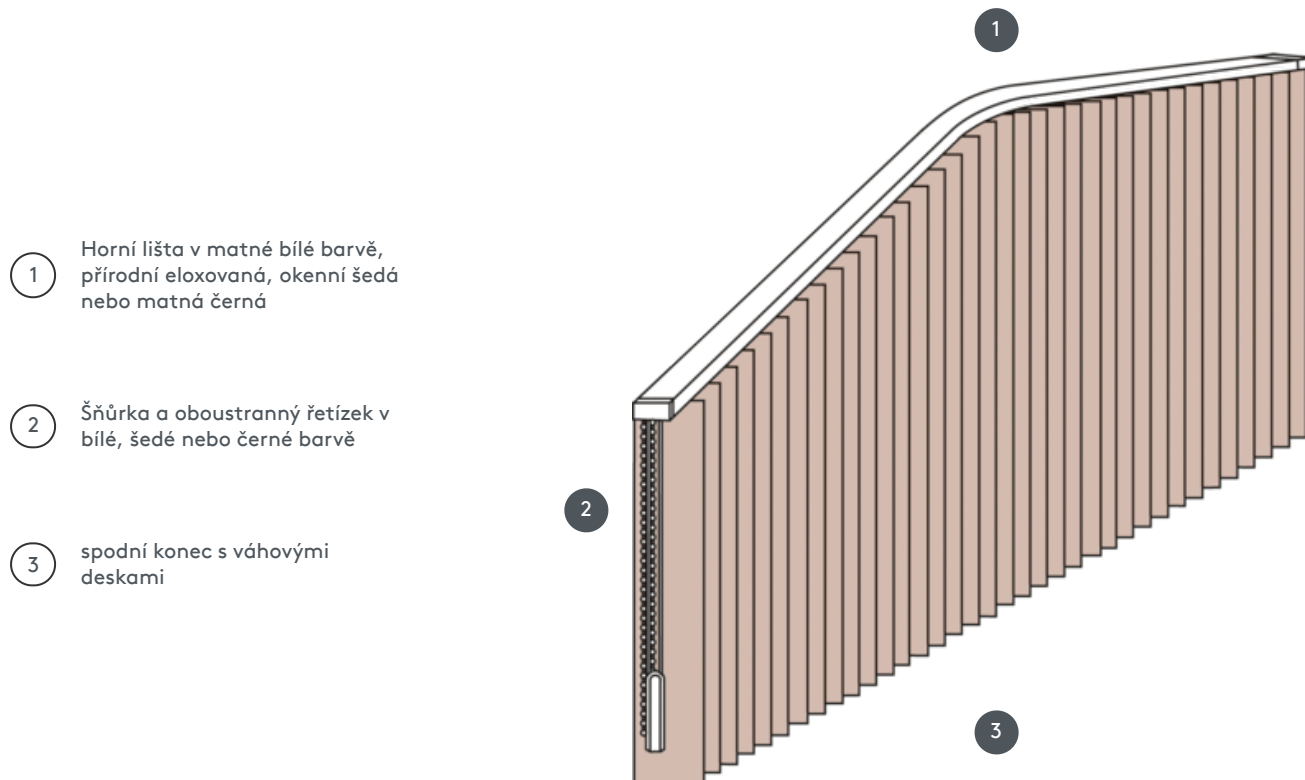 1
1
Horní lišta v matné bílé barvě,
přírodní eloxovaná, okenní šedá
nebo matná černá
2
Šňůrka a oboustranný řetízek v
bílé, šedé nebo černé barvě
2
3
spodní konec s váhovými
deskami
3